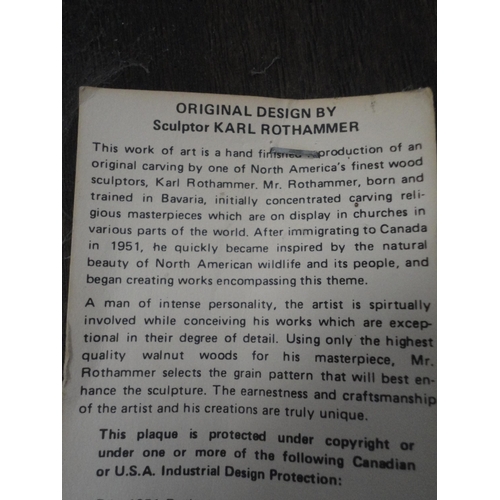 ORIGINAL DESIGN BY
Sculptor KARL ROTHAMMER
This work of art is a hand finished production of an
original carving by one of North America's finest wood
sculptors, Karl Rothammer. Mr. Rothammer, born and
trained in Bavaria, initially concentrated carving reli-
gious masterpieces which are on display in churches in
various parts of the world. After immigrating to Canada
in 1951, he quickly became inspired by the natural
beauty of North American wildlife and its people, and
began creating works encompassing this theme.
A man of intense personality, the artist is spirtually
involved while conceiving his works which are excep-
tional in their degree of detail. Using only the highest
quality walnut woods for his masterpiece, Mr.
Rothammer selects the grain pattern that will best en-
hance the sculpture. The earnestness and craftsmanship
of the artist and his creations are truly unique.
This plaque is protected under copyright or
under one or more of the following Canadian
or U.S.A. Industrial Design Protection: